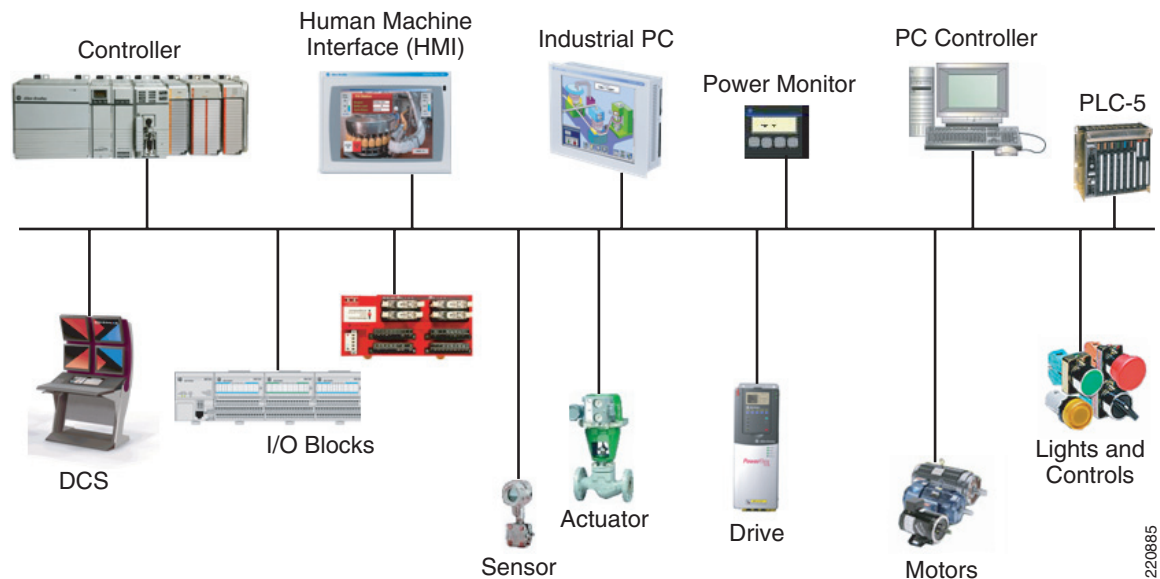 Controller
Human Machine
Interface (HMI)
Industrial PC
Power Monitor
PC Controller
PLC-5
DCS
I/O Blocks
Sensor
Actuator
PowerFlex
Drive
Motors
Lights and
Controls
220885